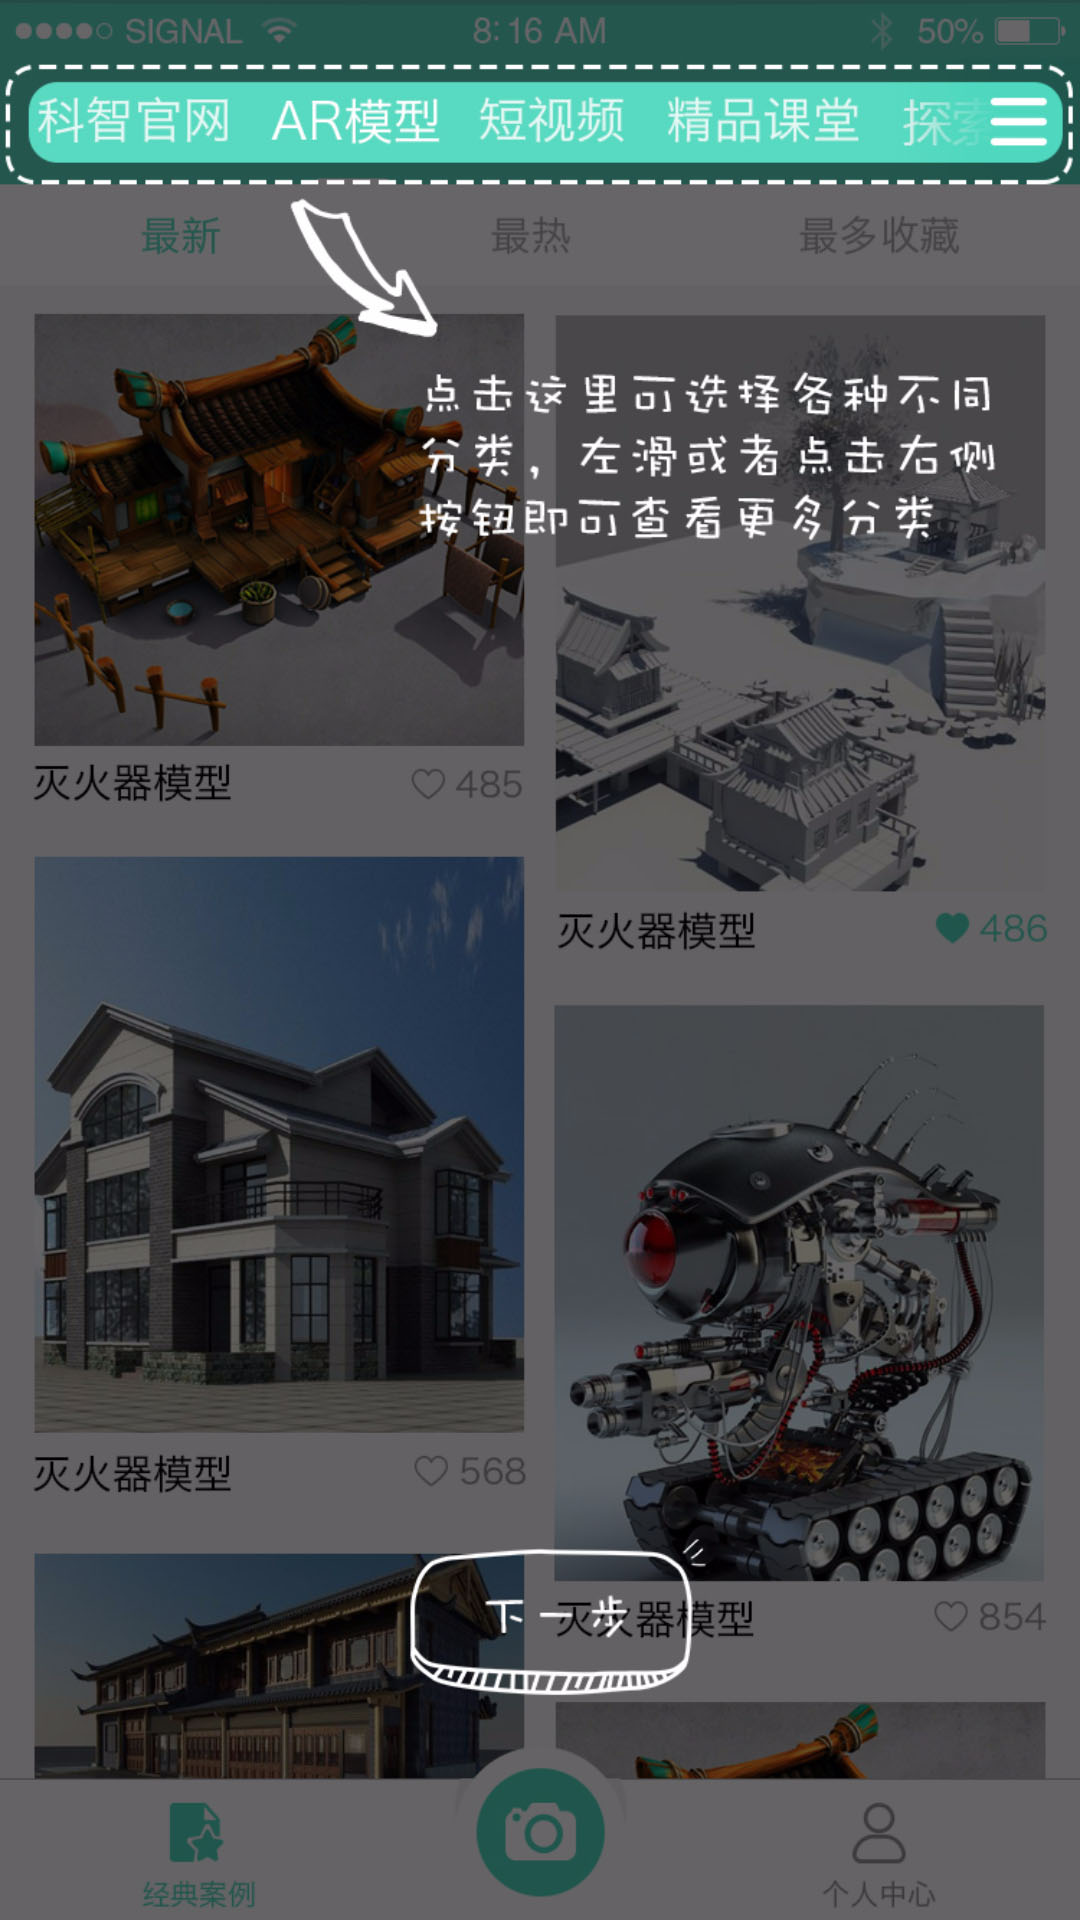 SIGNAL 8:16 AM 50%
科智官网 AR模型 短视频 精品课堂 探索
最新 最热 最多收藏
点击这里可选择各种不同
分类，左滑或者点击右侧
按钮即可查看更多分类
灭火器模型 485
灭火器模型 486
灭火器模型 568
灭火器模型 854
下一步
经典案例 个人中心